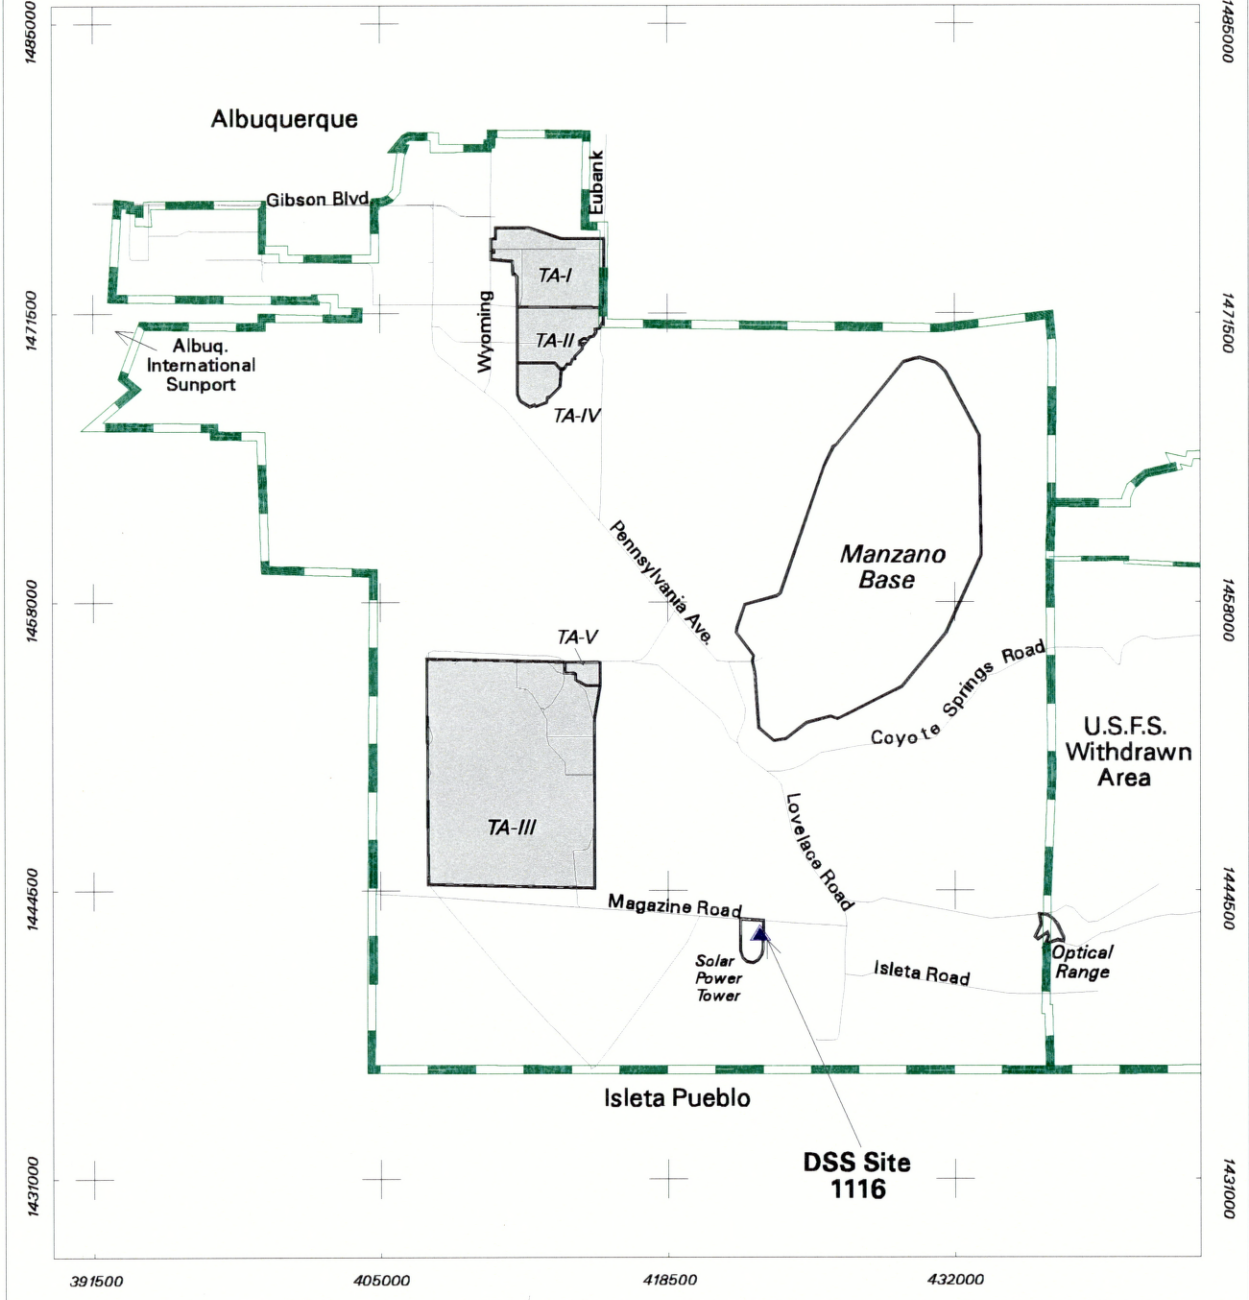 1485000
1485000
Albuquerque
Gibson Blvd.
Eubank
TA-I
1471500
1471500
Wyoming
TA-II
Albuq.
International
Sunport
TA-IV
Pennsylvania Ave.
Manzano
Base
1458000
1458000
TA-V
Coyote Springs Road
U.S.F.S.
Withdrawn
Area
TA-III
Lovelace Road
1444500
1444500
Magazine Road
Solar
Power
Tower
Isleta Road
Optical
Range
Isleta Pueblo
DSS Site
1116
1431000
1431000
391500
405000
418500
432000